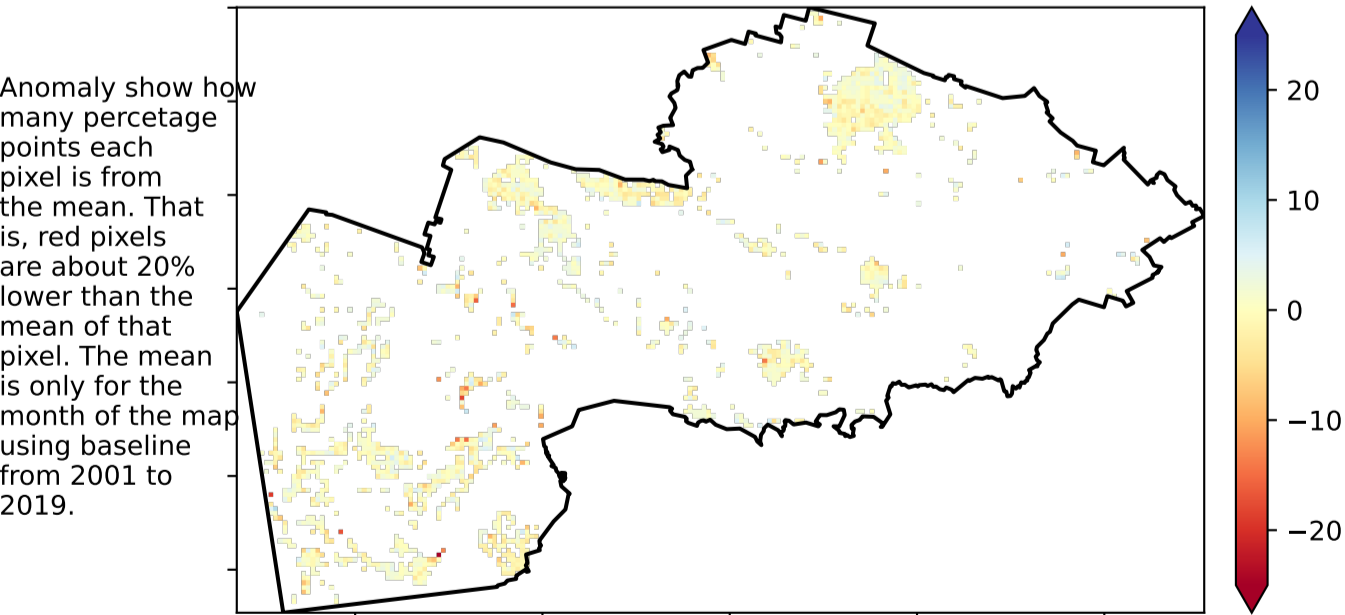 Anomaly show how
many percetage
points each
pixel is from
the mean. That
is, red pixels
are about 20%
lower than the
mean of that
pixel. The mean
is only for the
month of the map
using baseline
from 2001 to
2019.
20
10
0
−10
−20